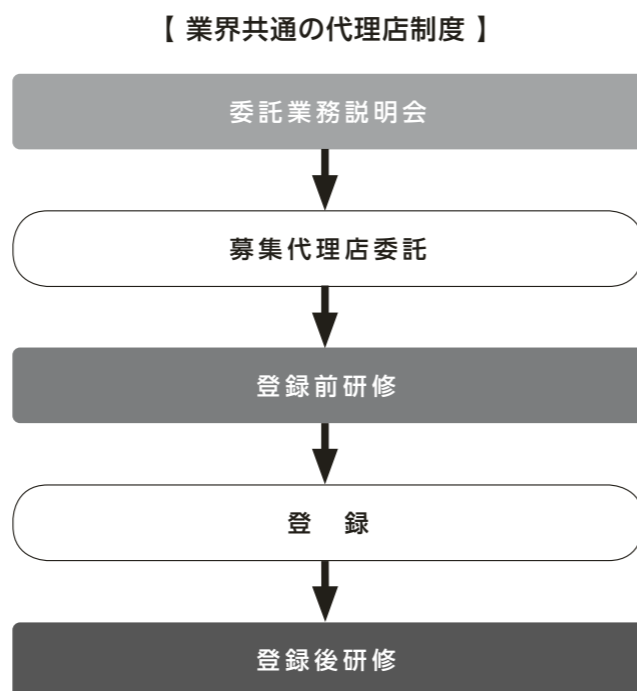 【 業界共通の代理店制度 】
委託業務説明会
募集代理店委託
登録前研修
登　録
登録後研修